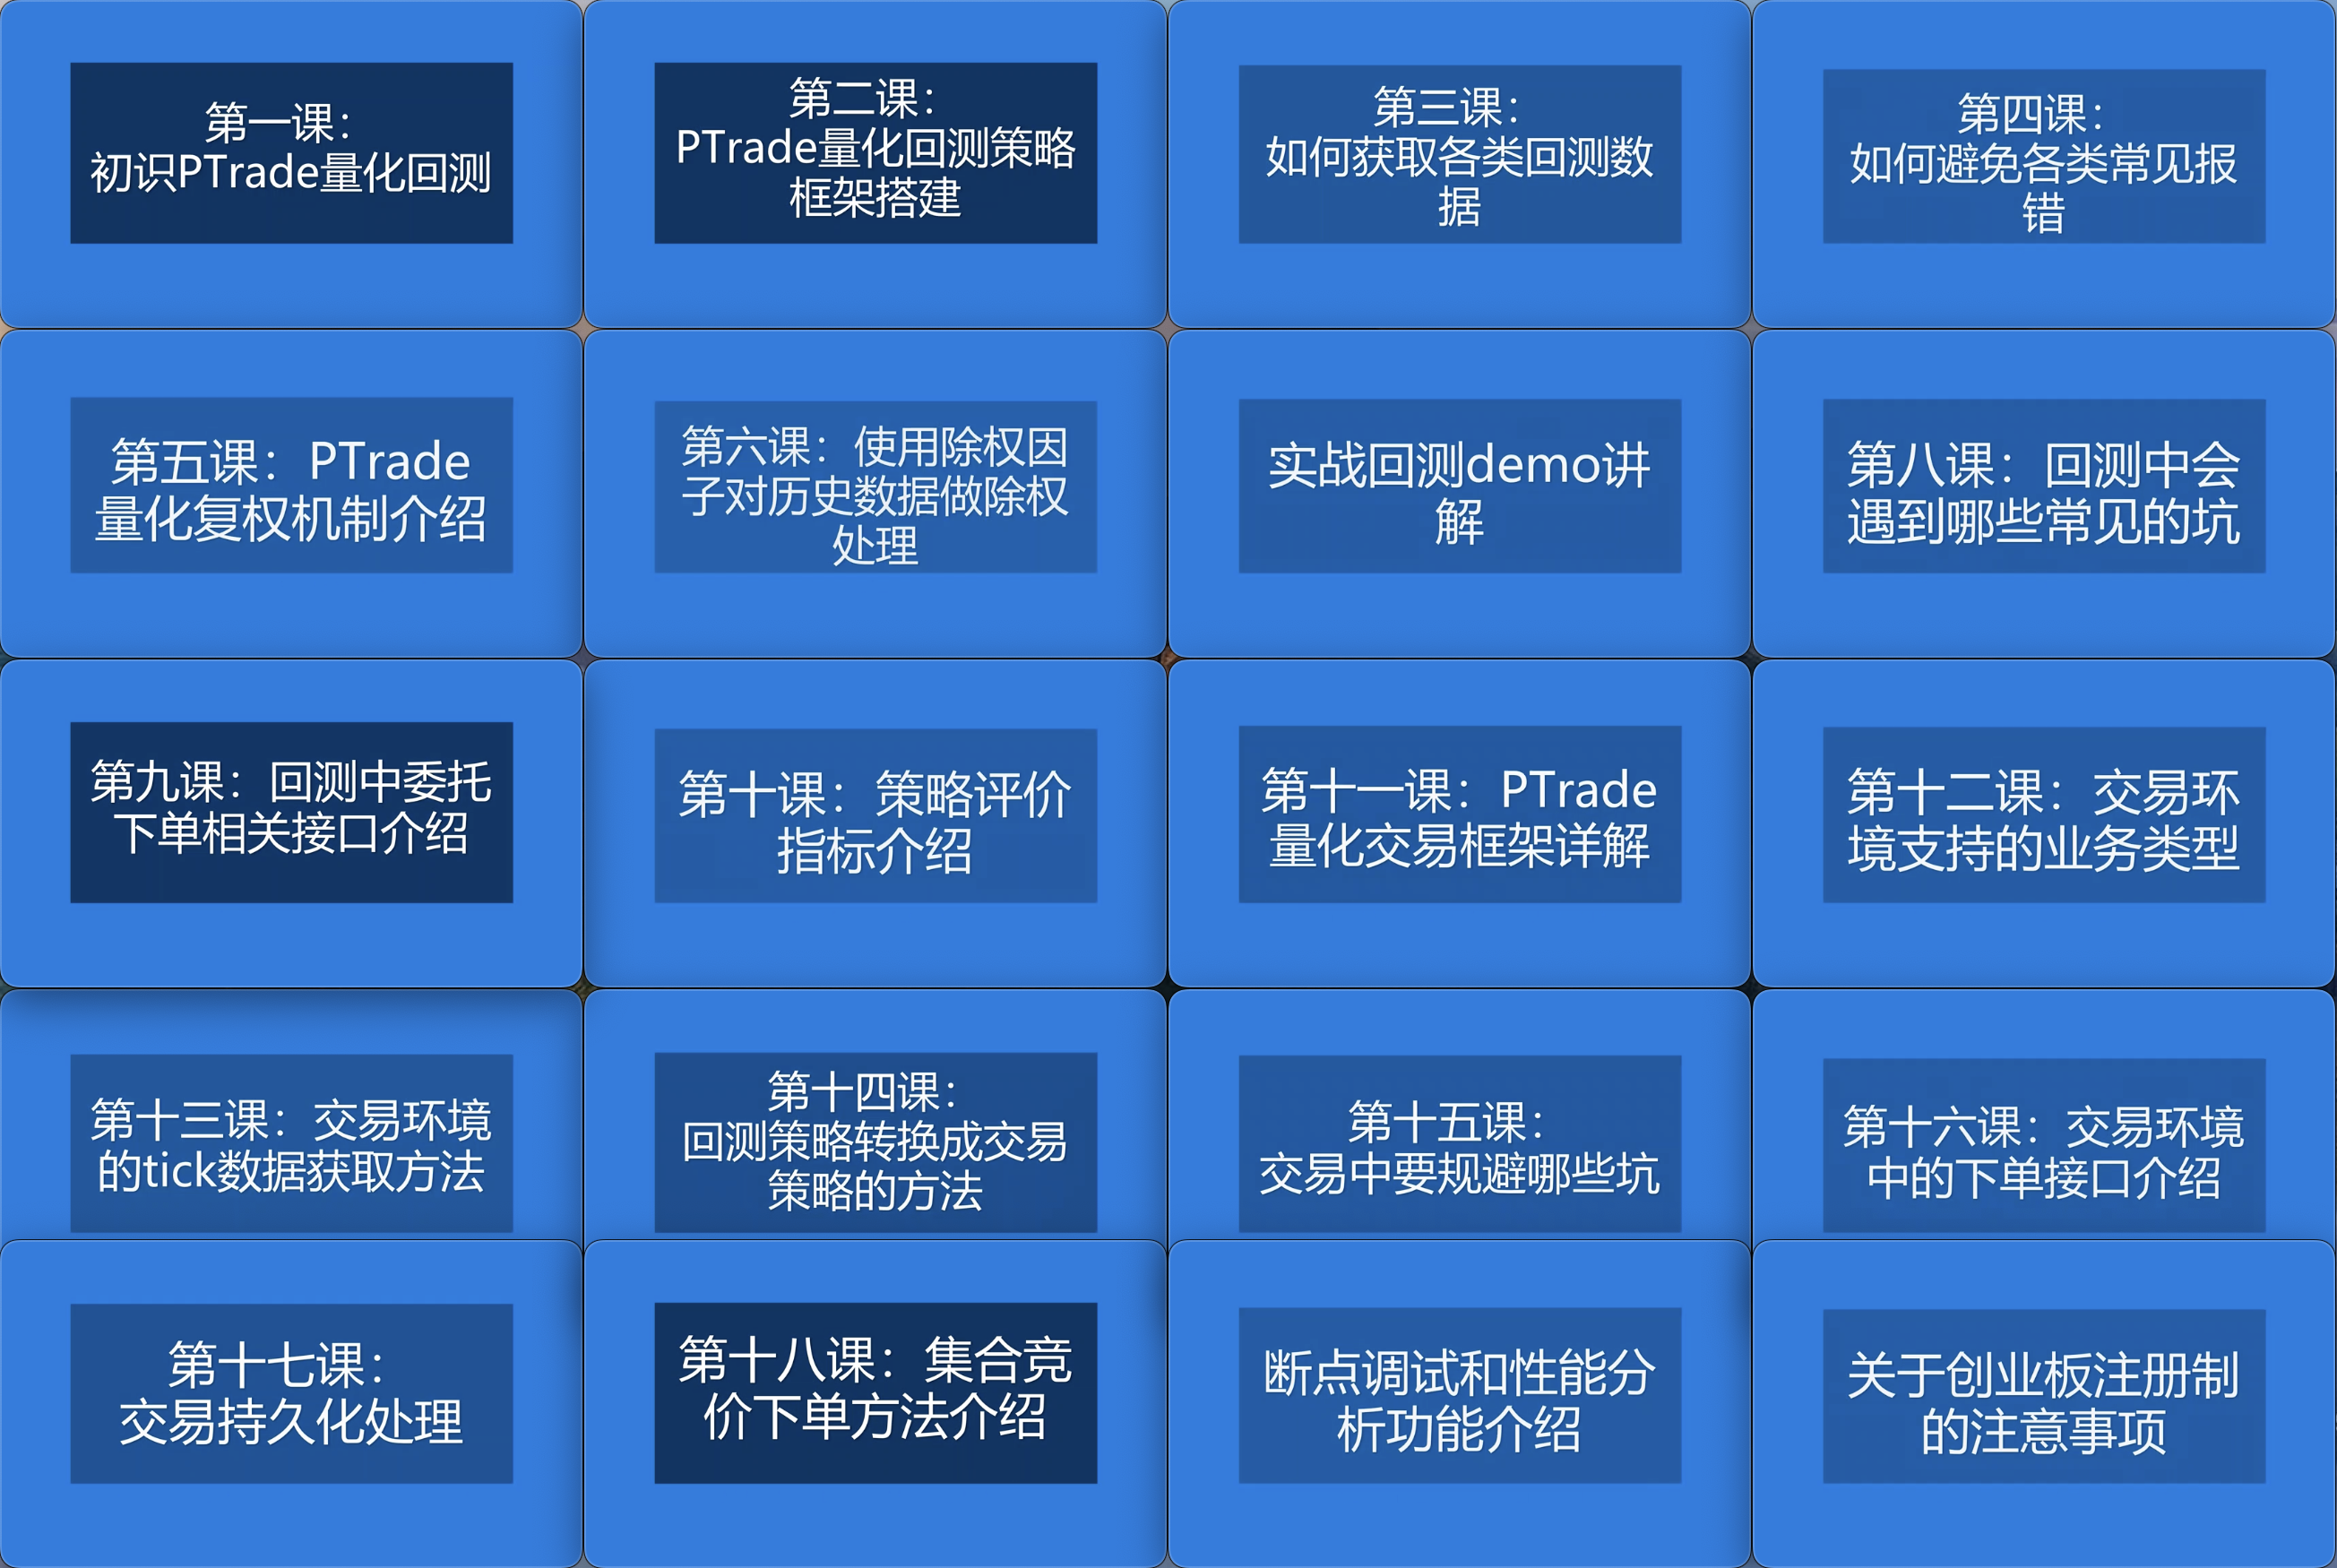 第一课：
初识PTrade量化回测
第二课：
PTrade量化回测策略
框架搭建
第三课：
如何获取各类回测数
据
第四课：
如何避免各类常见报
错
第五课：PTrade
量化复权机制介绍
第六课：使用除权因
子对历史数据做除权
处理
实战回测demo讲
解
第八课：回测中会
遇到哪些常见的坑
第九课：回测中委托
下单相关接口介绍
第十课：策略评价
指标介绍
第十一课：PTrade
量化交易框架详解
第十二课：交易环
境支持的业务类型
第十三课：交易环境
的tick数据获取方法
第十四课：
回测策略转换成交易
策略的方法
第十五课：
交易中要规避哪些坑
第十六课：交易环境
中的下单接口介绍
第十七课：
交易持久化处理
第十八课：集合竞
价下单方法介绍
断点调试和性能分
析功能介绍
关于创业板注册制
的注意事项